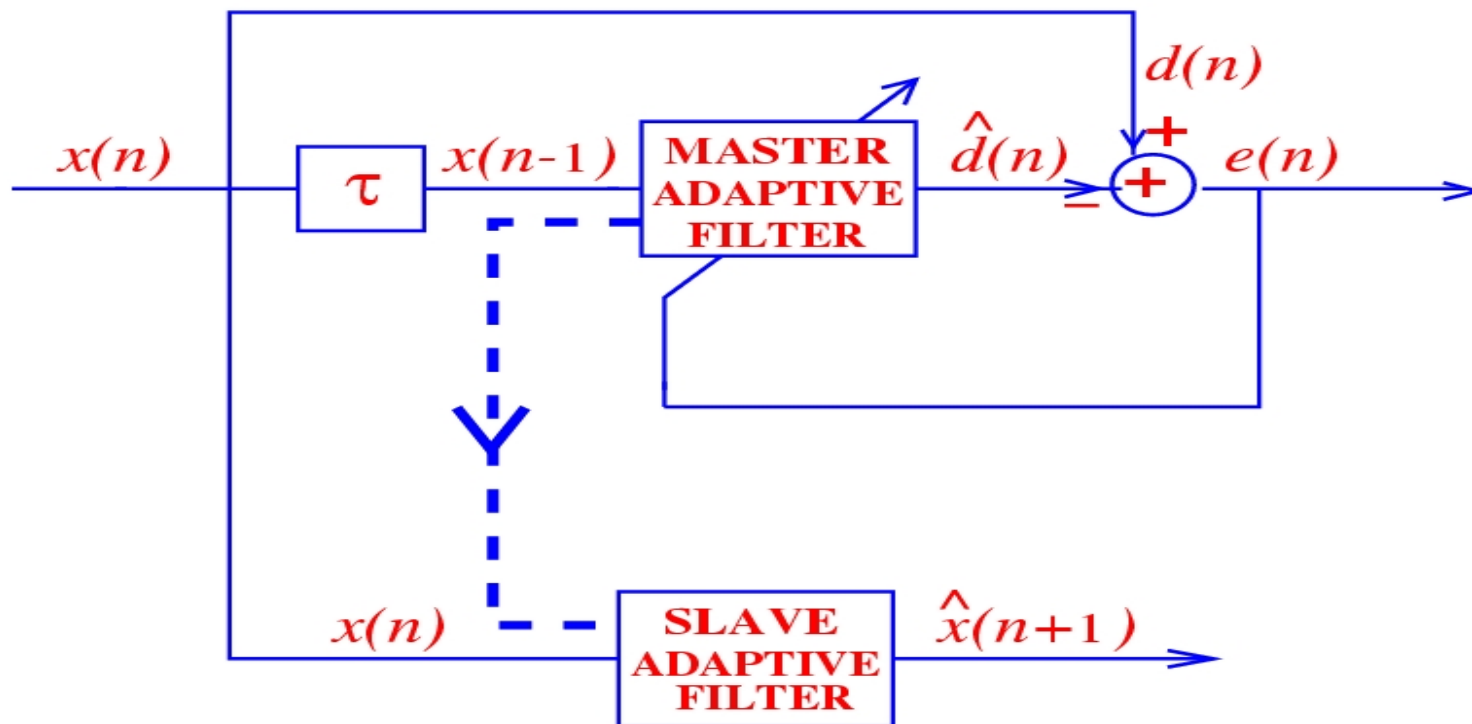 d(n)
+
x(n)
τ
x(n-1)
MASTER
ADAPTIVE
FILTER
d̂(n)
+
−
e(n)
x(n)
SLAVE
ADAPTIVE
FILTER
x̂(n+1)